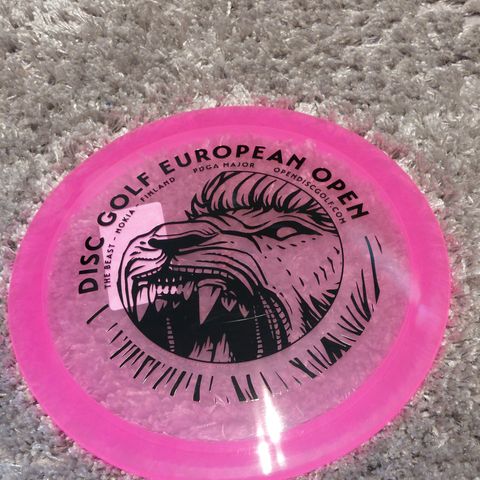 DISC GOLF EUROPEAN OPEN
THE BEAST – NOKIA – FINLAND PDGA MAJOR OPENDISCGOLF.COM